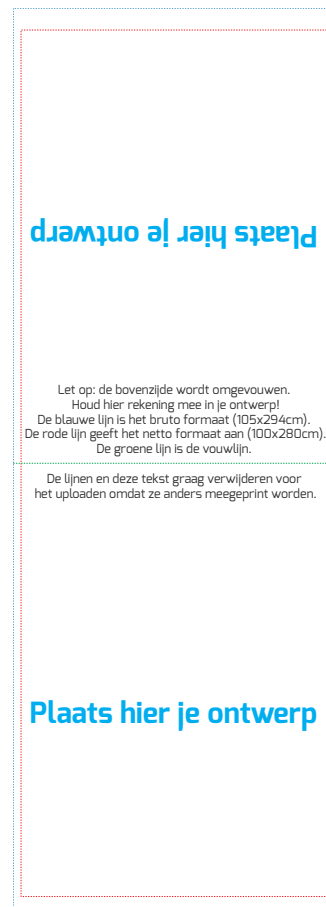 Plaats hier je ontwerp
Let op: de bovenzijde wordt omgevouwen.
Houd hier rekening mee in je ontwerp!
De blauwe lijn is het bruto formaat (105x294cm).
De rode lijn geeft het netto formaat aan (100x280cm).
De groene lijn is de vouwlijn.
De lijnen en deze tekst graag verwijderen voor
het uploaden omdat ze anders meegeprint worden.
Plaats hier je ontwerp